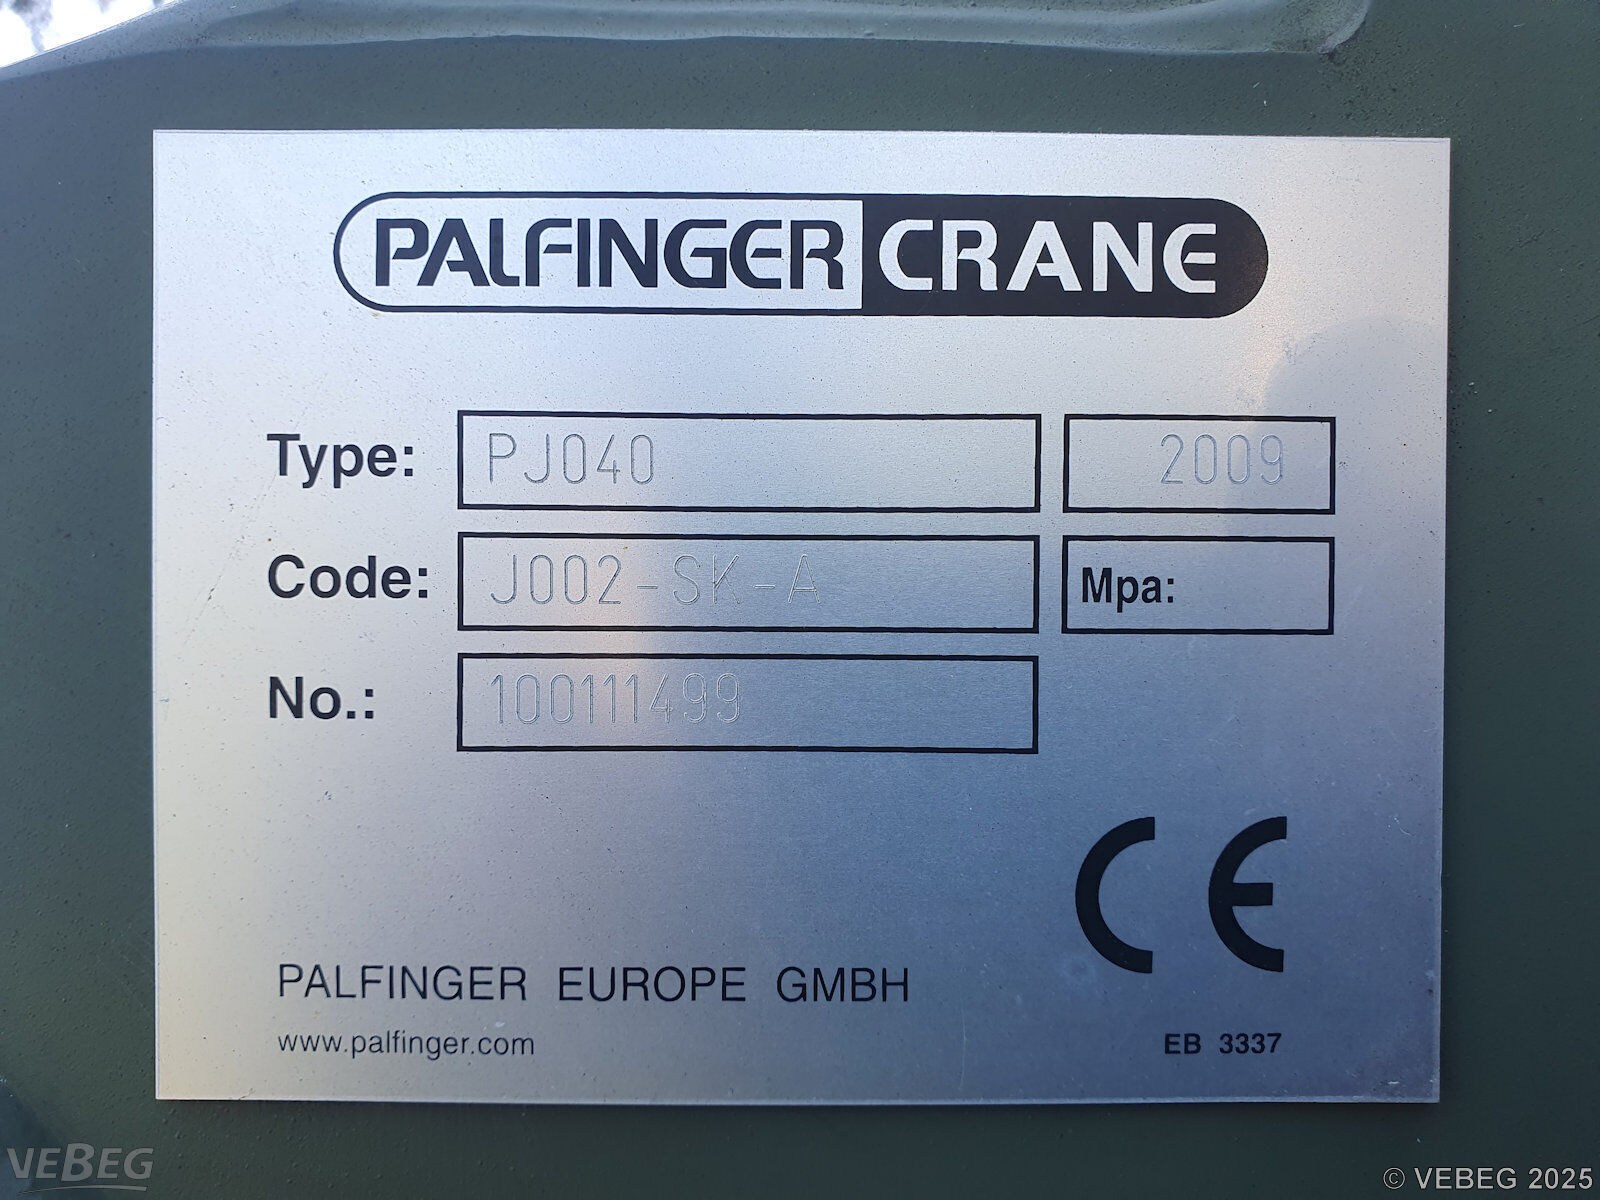 PALFINGER CRANE
Type: PJ040 2009
Code: J002-SK-A Mpa:
No.: 100111499
CE
PALFINGER EUROPE GMBH
www.palfinger.com EB 3337
VEBEG © VEBEG 2025